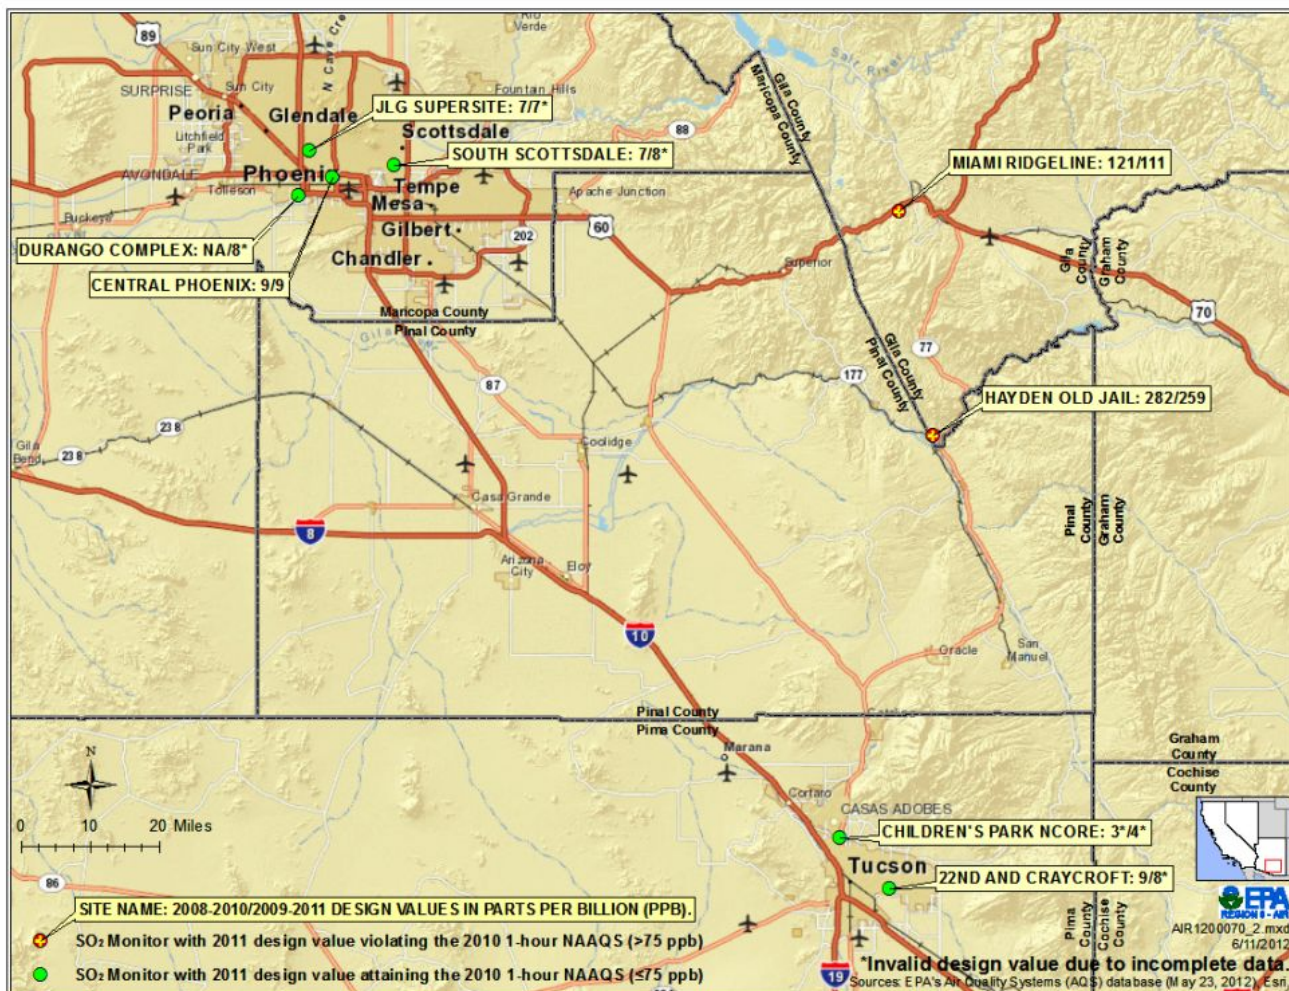 89
Sun City West
N Cave Cre
Rio
Verde
Salt River
SURPRISE
Sun City
Fountain Hills
Peoria
Glendale
JLG SUPERSITE: 7/7*
Gila County
Maricopa County
Litchfield
Park
Scottsdale
88
SOUTH SCOTTSDALE: 7/8*
MIAMI RIDGELINE: 121/111
AVONDALE
Phoeni
Tolleson
Tempe
Apache Junction
Buckeye
Mesa
60
Gilbert
202
DURANGO COMPLEX: NA/8*
Chandler
Superior
Gila
County
Graham
County
CENTRAL PHOENIX: 9/9
Maricopa County
Pinal County
Gila
70
77
Gila County
Pinal County
87
177
HAYDEN OLD JAIL: 282/259
238
Gila
Bend
238
Coolidge
Casa Grande
8
Pinal
County
Graham
County
Arizona
City
Eloy
10
San
Manuel
Oracle
Pinal County
Pima County
Marana
Graham
County
Cochise
County
N
Cortaro
CASAS ADOBES
0 10 20 Miles
CHILDREN'S PARK NCORE: 3*/4*
Tucson
86
22ND AND CRAYCROFT: 9/8*
SITE NAME: 2008-2010/2009-2011 DESIGN VALUES IN PARTS PER BILLION (PPB).
EPA
REGION 9 - AIR
Pima
County
Cochise
County
AIR1200070_2.mxd
6/11/2012
SO₂ Monitor with 2011 design value violating the 2010 1-hour NAAQS (>75 ppb)
*Invalid design value due to incomplete data.
SO₂ Monitor with 2011 design value attaining the 2010 1-hour NAAQS (≤75 ppb)
19
Sources: EPA's Air Quality Systems (AQS) database (May 23, 2012), Esri